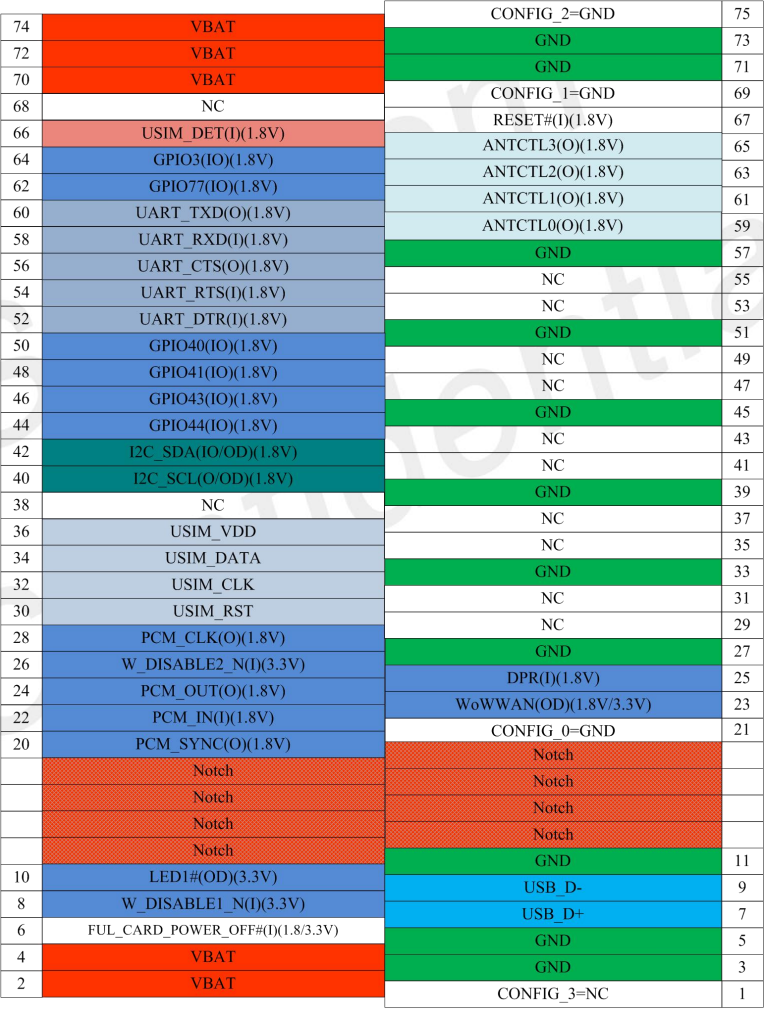 74 VBAT
72 VBAT
70 VBAT
68 NC
66 USIM_DET(I)(1.8V)
64 GPIO3(IO)(1.8V)
62 GPIO77(IO)(1.8V)
60 UART_TXD(O)(1.8V)
58 UART_RXD(I)(1.8V)
56 UART_CTS(O)(1.8V)
54 UART_RTS(I)(1.8V)
52 UART_DTR(I)(1.8V)
50 GPIO40(IO)(1.8V)
48 GPIO41(IO)(1.8V)
46 GPIO43(IO)(1.8V)
44 GPIO44(IO)(1.8V)
42 I2C_SDA(IO/OD)(1.8V)
40 I2C_SCL(O/OD)(1.8V)
38 NC
36 USIM_VDD
34 USIM_DATA
32 USIM_CLK
30 USIM_RST
28 PCM_CLK(O)(1.8V)
26 W_DISABLE2_N(I)(3.3V)
24 PCM_OUT(O)(1.8V)
22 PCM_IN(I)(1.8V)
20 PCM_SYNC(O)(1.8V)
Notch
Notch
Notch
Notch
10 LED1#(OD)(3.3V)
8 W_DISABLE1_N(I)(3.3V)
6 FUL_CARD_POWER_OFF#(I)(1.8/3.3V)
4 VBAT
2 VBAT
CONFIG_2=GND 75
GND 73
GND 71
CONFIG_1=GND 69
RESET#(I)(1.8V) 67
ANTCTL3(O)(1.8V) 65
ANTCTL2(O)(1.8V) 63
ANTCTL1(O)(1.8V) 61
ANTCTL0(O)(1.8V) 59
GND 57
NC 55
NC 53
GND 51
NC 49
NC 47
GND 45
NC 43
NC 41
GND 39
NC 37
NC 35
GND 33
NC 31
NC 29
GND 27
DPR(I)(1.8V) 25
WoWWAN(OD)(1.8V/3.3V) 23
CONFIG_0=GND 21
Notch
Notch
Notch
Notch
GND 11
USB_D- 9
USB_D+ 7
GND 5
GND 3
CONFIG_3=NC 1